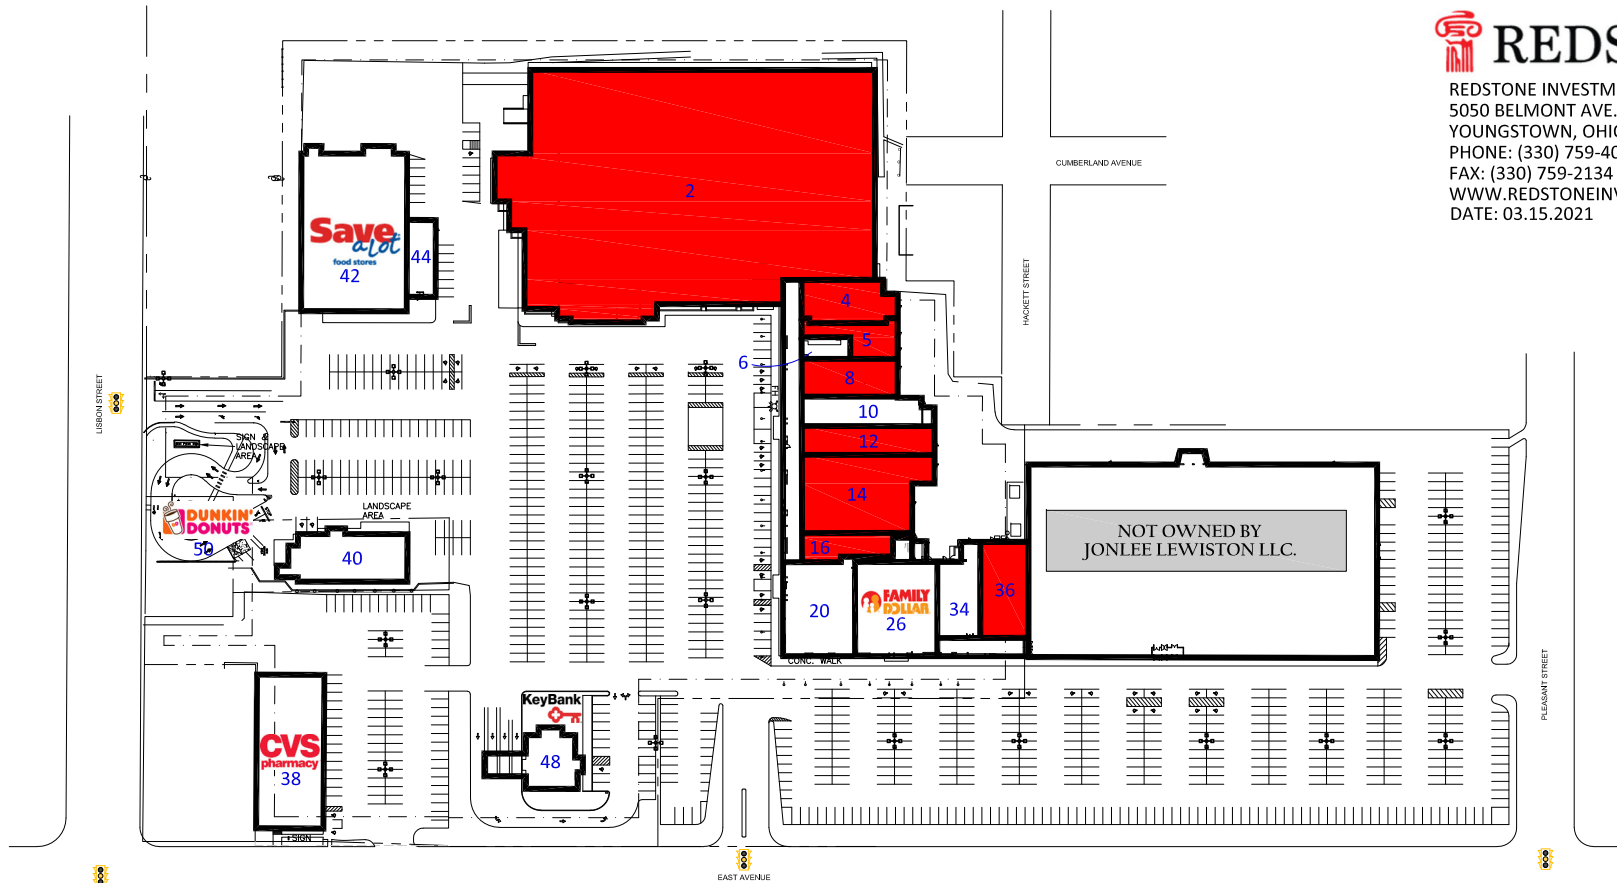 REDS
REDSTONE INVESTM
5050 BELMONT AVE.
YOUNGSTOWN, OHIO
PHONE: (330) 759-40
FAX: (330) 759-2134
WWW.REDSTONEINV
DATE: 03.15.2021
CUMBERLAND AVENUE
HACKETT STREET
LISBON STREET
PLEASANT STREET
EAST AVENUE
2
Save
a Lot
food stores
42
44
4
5
6
8
10
12
14
16
20
FAMILY
DOLLAR
26
34
36
NOT OWNED BY
JONLEE LEWISTON LLC.
CONC. WALK
SIGN &
LANDSCAPE
AREA
LANDSCAPE
AREA
DUNKIN'
DONUTS
50
40
KeyBank
48
CVS
pharmacy
38
SIGN